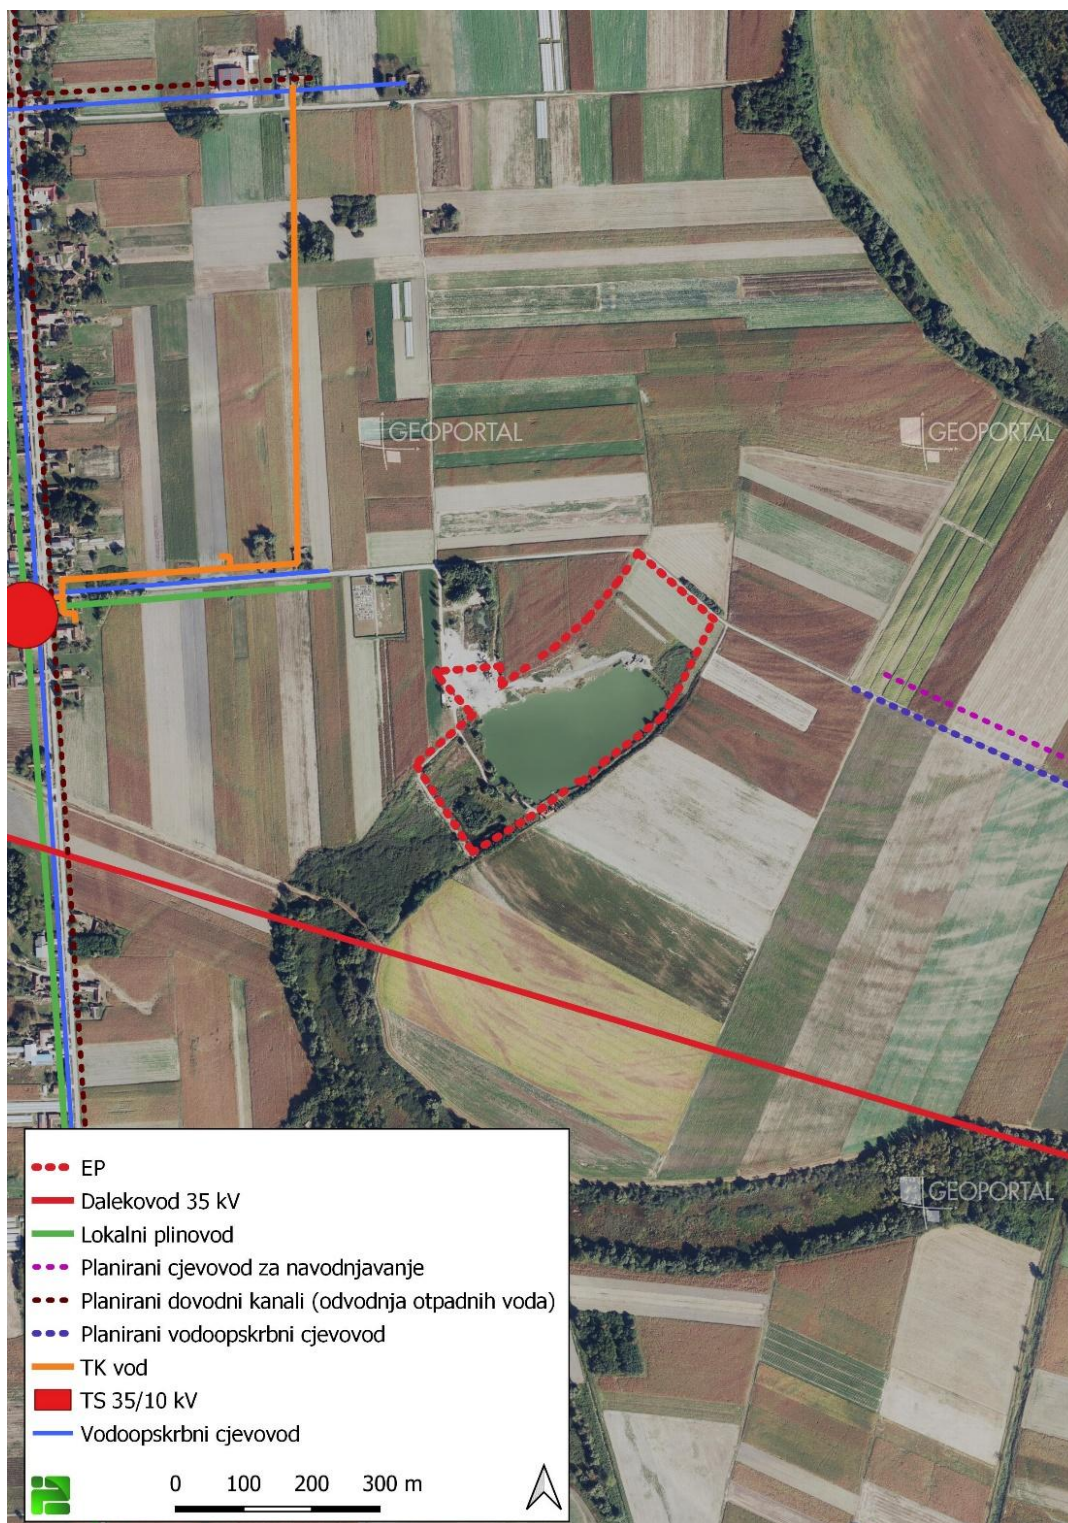 GEOPORTAL
GEOPORTAL
GEOPORTAL
EP
Dalekovod 35 kV
Lokalni plinovod
Planirani cjevovod za navodnjavanje
Planirani dovodni kanali (odvodnja otpadnih voda)
Planirani vodoopskrbni cjevovod
TK vod
TS 35/10 kV
Vodoopskrbni cjevovod
0 100 200 300 m